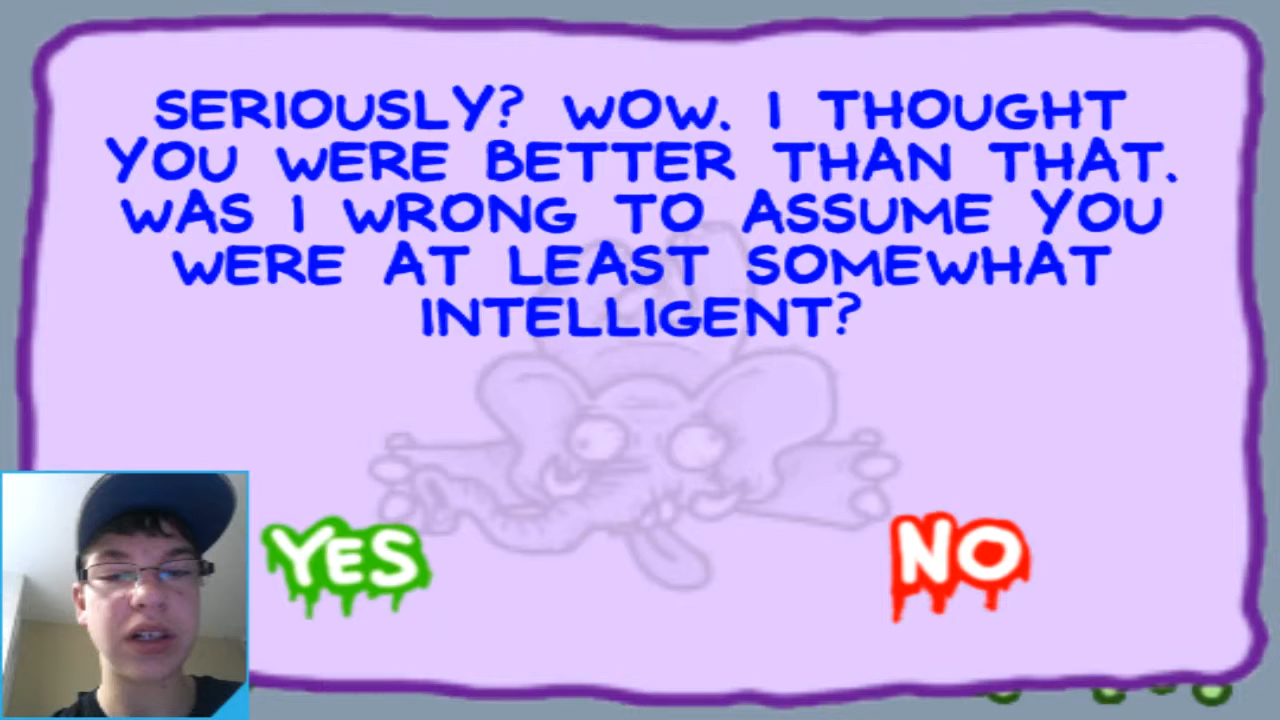 SERIOUSLY? WOW. I THOUGHT
YOU WERE BETTER THAN THAT.
WAS I WRONG TO ASSUME YOU
WERE AT LEAST SOMEWHAT
INTELLIGENT?
YES
NO